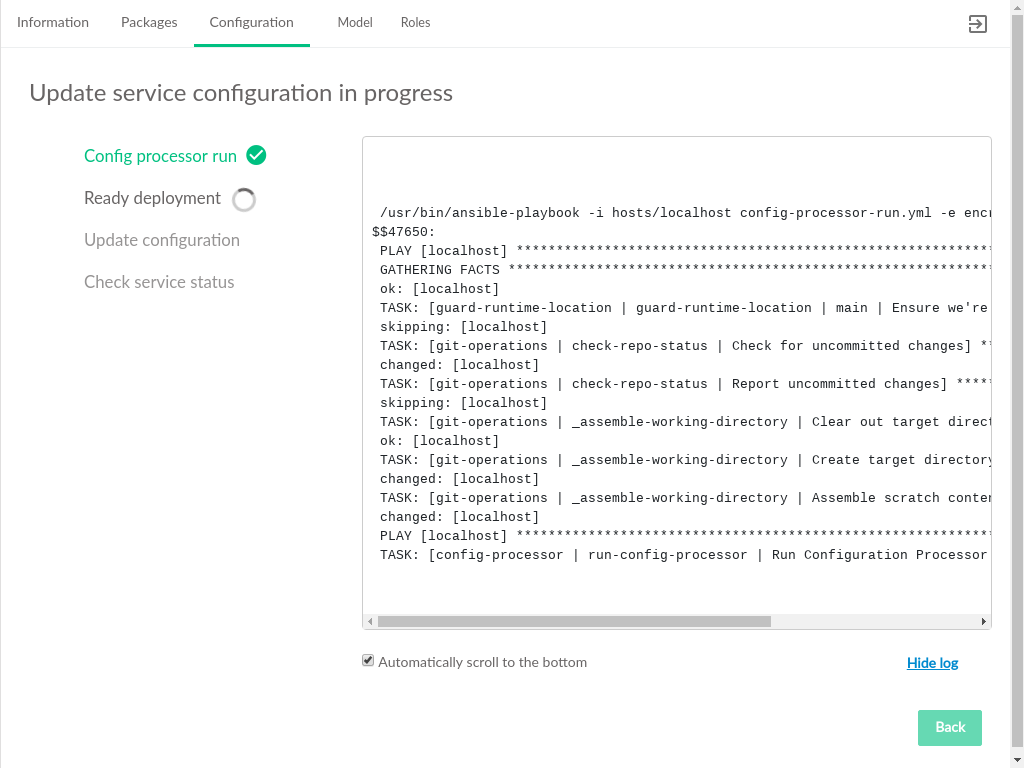 Information Packages Configuration Model Roles
Update service configuration in progress
Config processor run
Ready deployment
Update configuration
Check service status
/usr/bin/ansible-playbook -i hosts/localhost config-processor-run.yml -e encr
$$47650:
PLAY [localhost] ***********************************************************
GATHERING FACTS ************************************************************
ok: [localhost]
TASK: [guard-runtime-location | guard-runtime-location | main | Ensure we're
skipping: [localhost]
TASK: [git-operations | check-repo-status | Check for uncommitted changes] **
changed: [localhost]
TASK: [git-operations | check-repo-status | Report uncommitted changes] *****
skipping: [localhost]
TASK: [git-operations | _assemble-working-directory | Clear out target direct
ok: [localhost]
TASK: [git-operations | _assemble-working-directory | Create target directory
changed: [localhost]
TASK: [git-operations | _assemble-working-directory | Assemble scratch conten
changed: [localhost]
PLAY [localhost] ***********************************************************
TASK: [config-processor | run-config-processor | Run Configuration Processor
Automatically scroll to the bottom
Hide log
Back